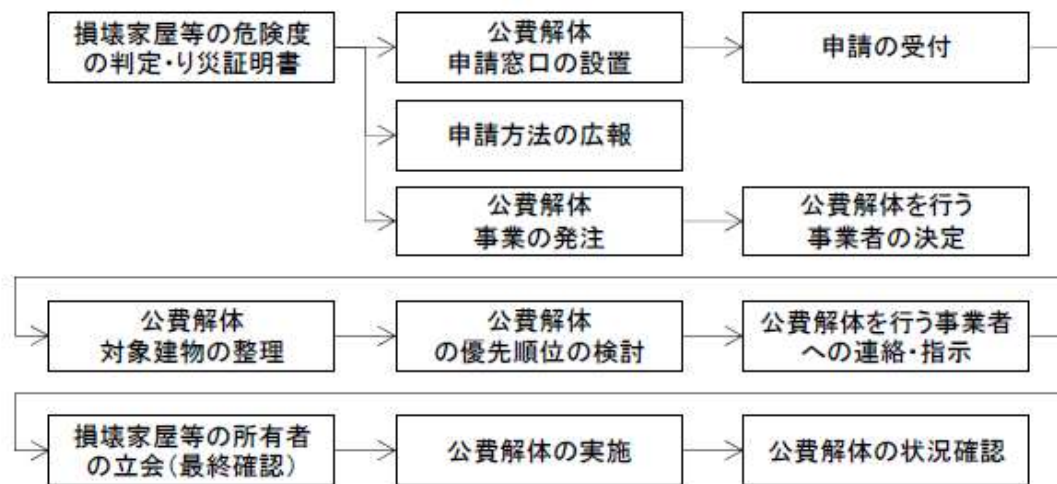 損壊家屋等の危険度
の判定・り災証明書
公費解体
申請窓口の設置
申請の受付
申請方法の広報
公費解体
事業の発注
公費解体を行う
事業者の決定
公費解体
対象建物の整理
公費解体
の優先順位の検討
公費解体を行う事業者
への連絡・指示
損壊家屋等の所有者
の立会(最終確認)
公費解体の実施
公費解体の状況確認